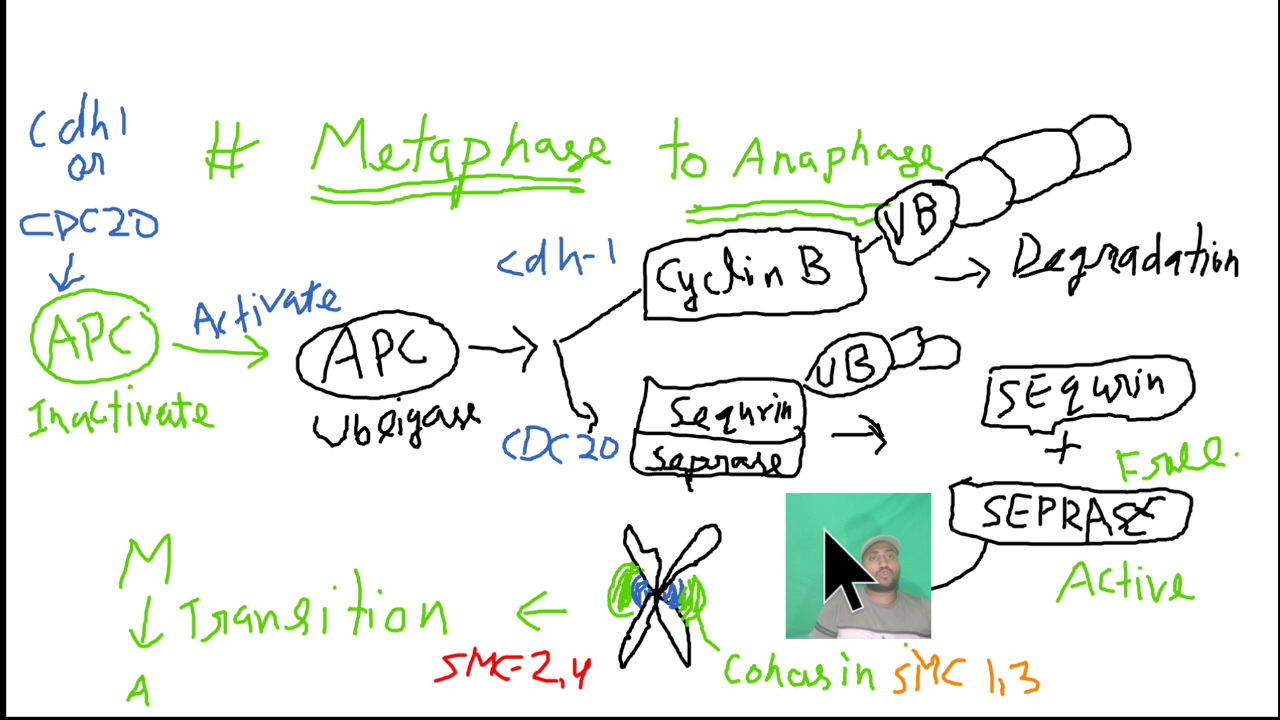 Cdh1
or
CDC20
# Metaphase to Anaphase
APC
Inactivate
Activate
APC
Ubligase
Cdh-1
Cyclin B
UB
Degradation
CDC20
Sequrin
Seprase
UB
SEqurin
+
SEPRASE
Free.
Active
M
Transition
A
SMC-2,4
Cohasin SMC 1,3